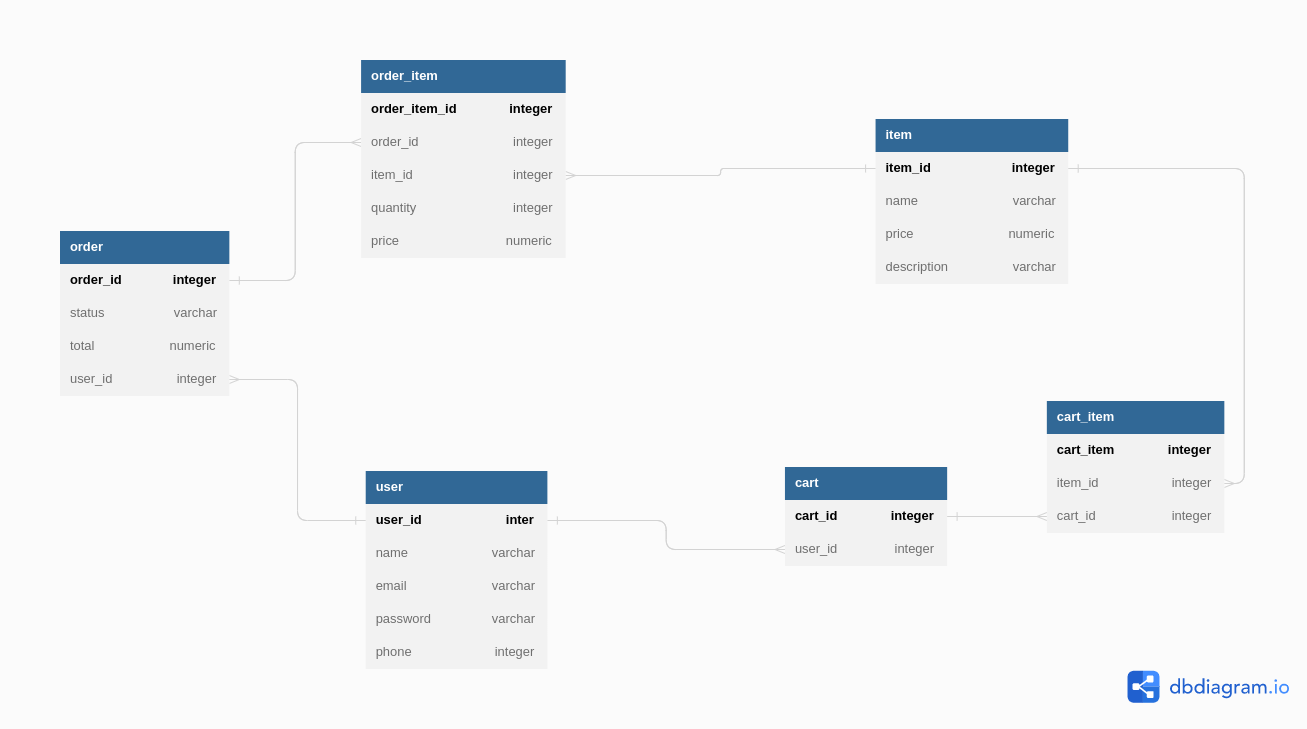 order_item
order_item_id integer
order_id integer
item_id integer
quantity integer
price numeric
item
item_id integer
name varchar
price numeric
description varchar
order
order_id integer
status varchar
total numeric
user_id integer
cart_item
cart_item integer
item_id integer
cart_id integer
user
user_id inter
name varchar
email varchar
password varchar
phone integer
cart
cart_id integer
user_id integer
dbdiagram.io